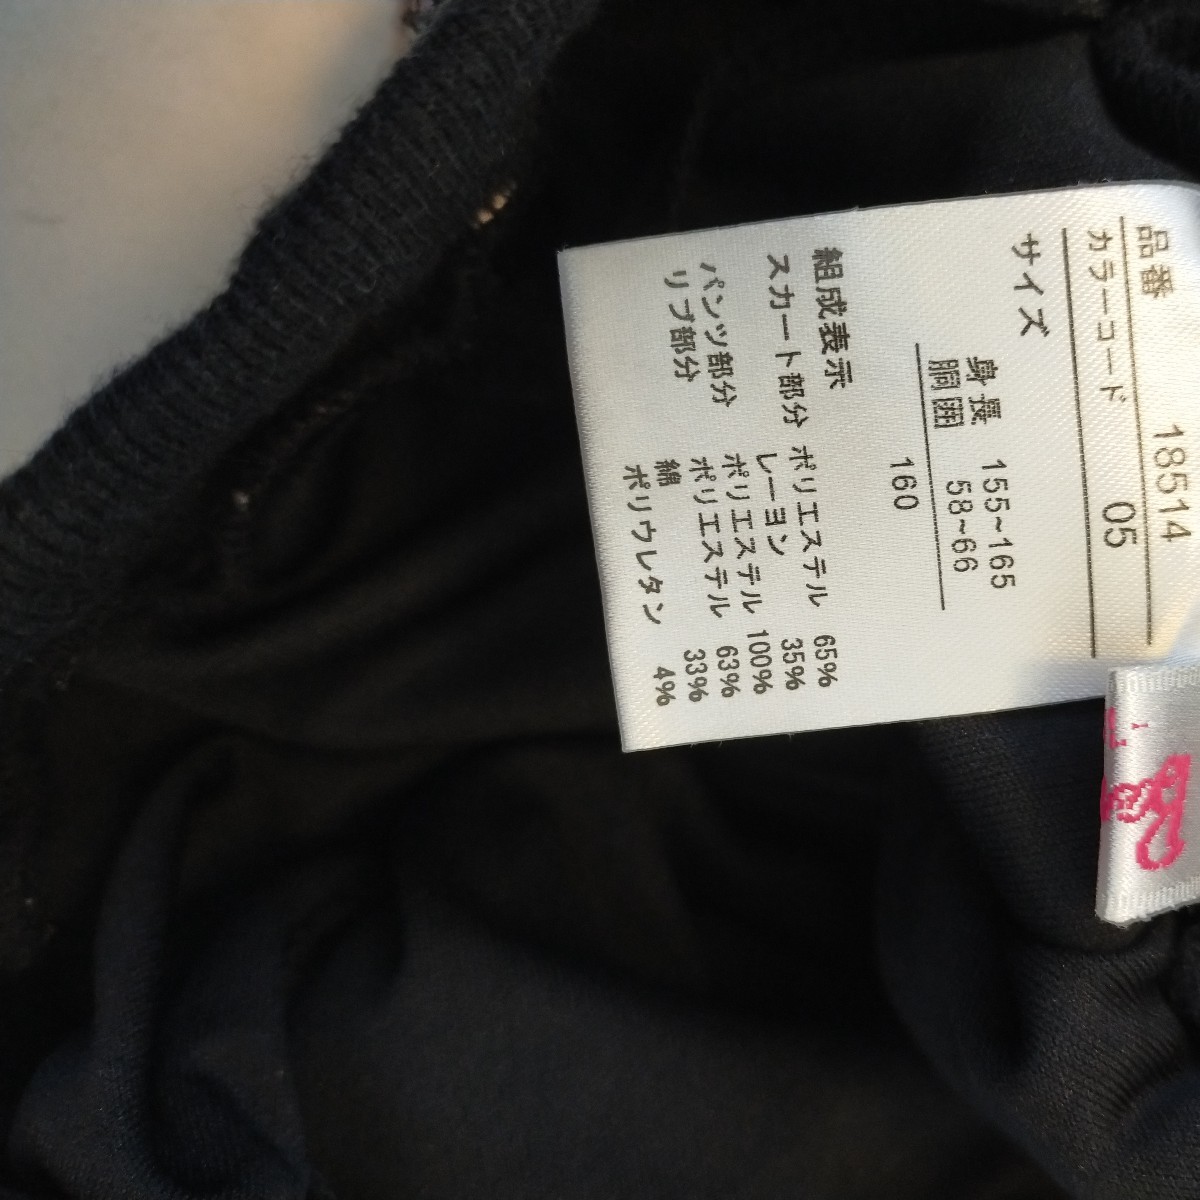 品番 18514
カラーコード 05
サイズ
身長 155~165
胴囲 58~66
160
組成表示
スカート部分 ポリエステル 65%
レーヨン 35%
パンツ部分 ポリエステル 100%
リブ部分 ポリエステル 63%
綿 33%
ポリウレタン 4%